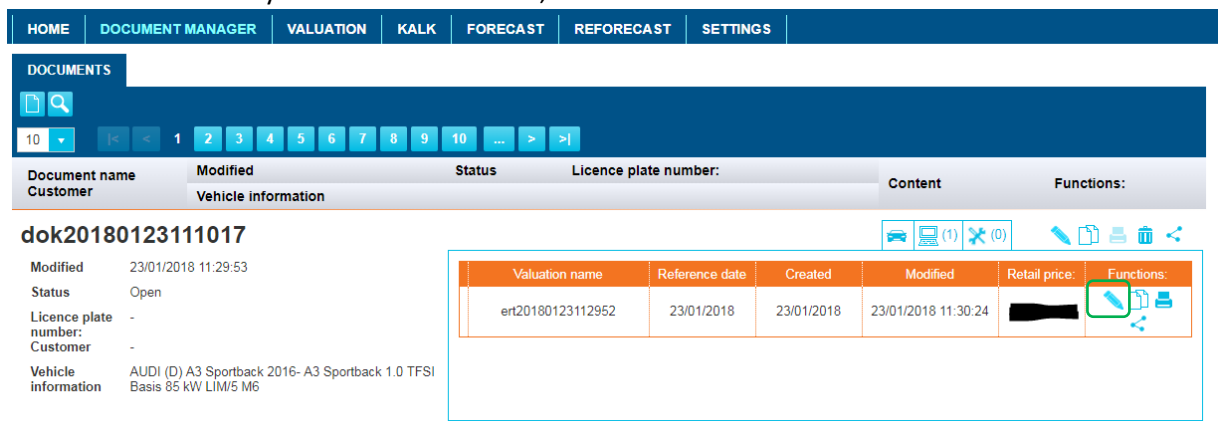 HOME DOCUMENT MANAGER VALUATION KALK FORECAST REFORECAST SETTINGS
DOCUMENTS
10 |< < 1 2 3 4 5 6 7 8 9 10 ... > >|
Document name Modified Status Licence plate number: Content Functions:
Customer Vehicle information
dok20180123111017 (1) (0)
Modified 23/01/2018 11:29:53
Status Open
Licence plate number: -
Customer -
Vehicle information AUDI (D) A3 Sportback 2016- A3 Sportback 1.0 TFSI
Basis 85 kW LIM/5 M6
Valuation name Reference date Created Modified Retail price: Functions:
ert20180123112952 23/01/2018 23/01/2018 23/01/2018 11:30:24